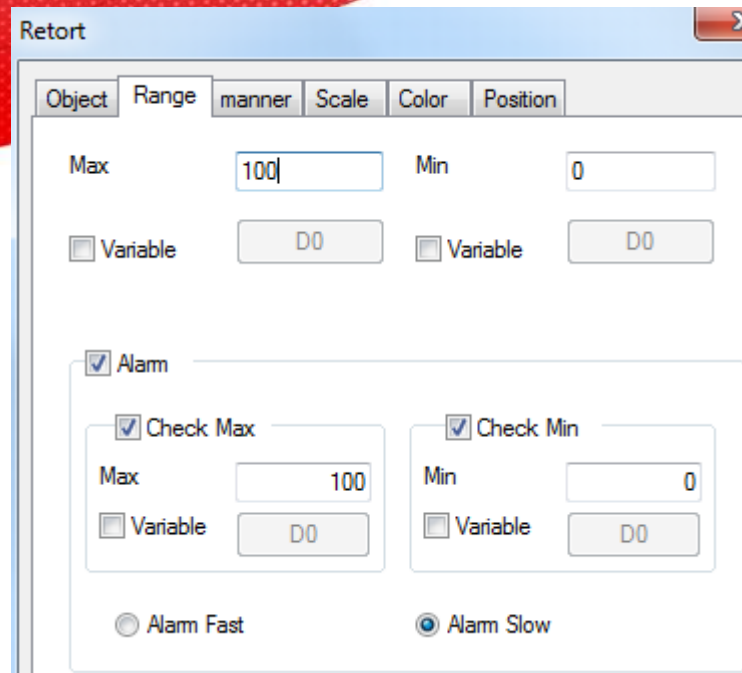 Retort
Object Range manner Scale Color Position
Max 100 Min 0
Variable D0 Variable D0
Alarm
Check Max Check Min
Max 100 Min 0
Variable D0 Variable D0
Alarm Fast Alarm Slow